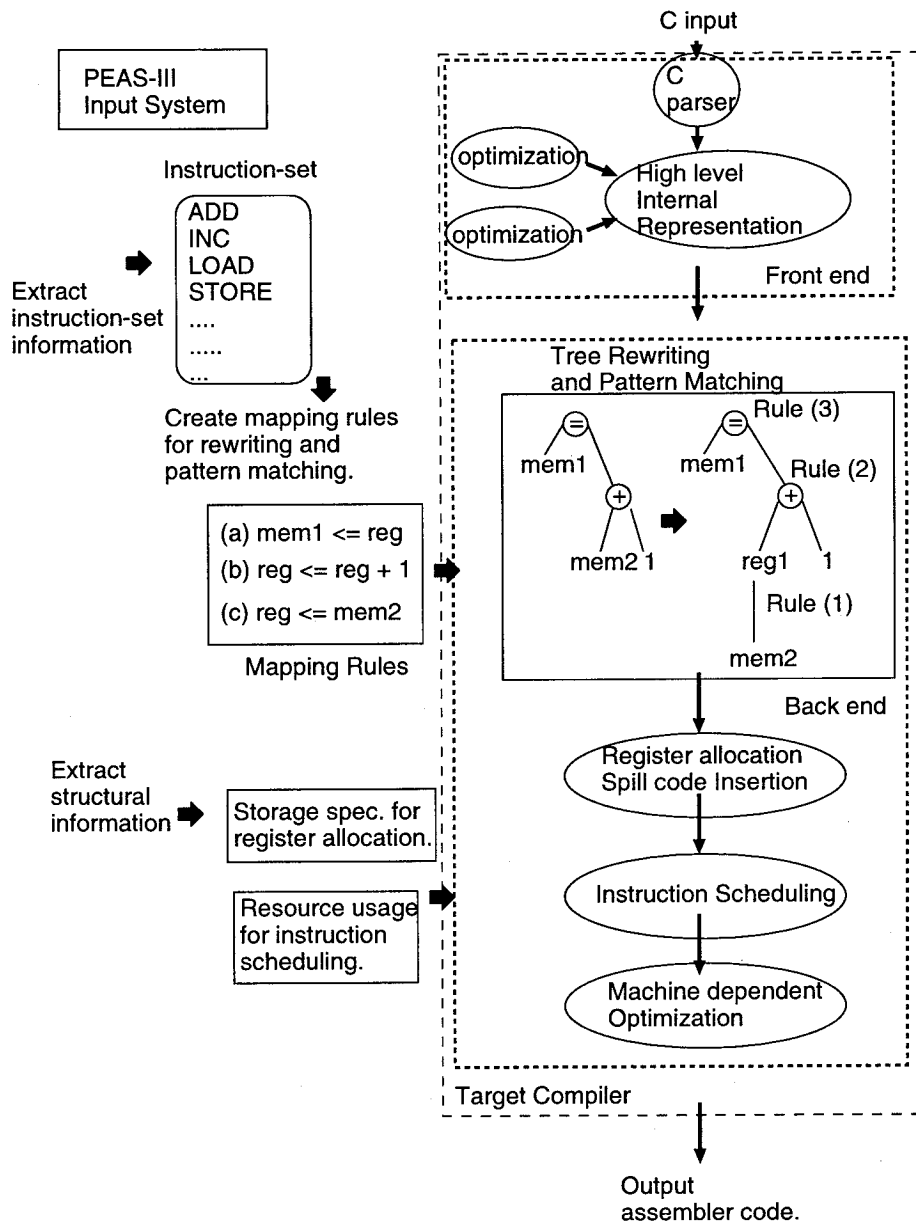 C input
PEAS-III
Input System
C
parser
optimization
High level
Internal
Representation
optimization
Front end
Instruction-set
ADD
INC
LOAD
STORE
....
.....
...
Extract
instruction-set
information
Create mapping rules
for rewriting and
pattern matching.
(a) mem1 <= reg
(b) reg <= reg + 1
(c) reg <= mem2
Mapping Rules
Tree Rewriting
and Pattern Matching
=
mem1
+
mem2 1
=
Rule (3)
mem1
Rule (2)
+
reg1 1
Rule (1)
mem2
Back end
Extract
structural
information
Storage spec. for
register allocation.
Resource usage
for instruction
scheduling.
Register allocation
Spill code Insertion
Instruction Scheduling
Machine dependent
Optimization
Target Compiler
Output
assembler code.